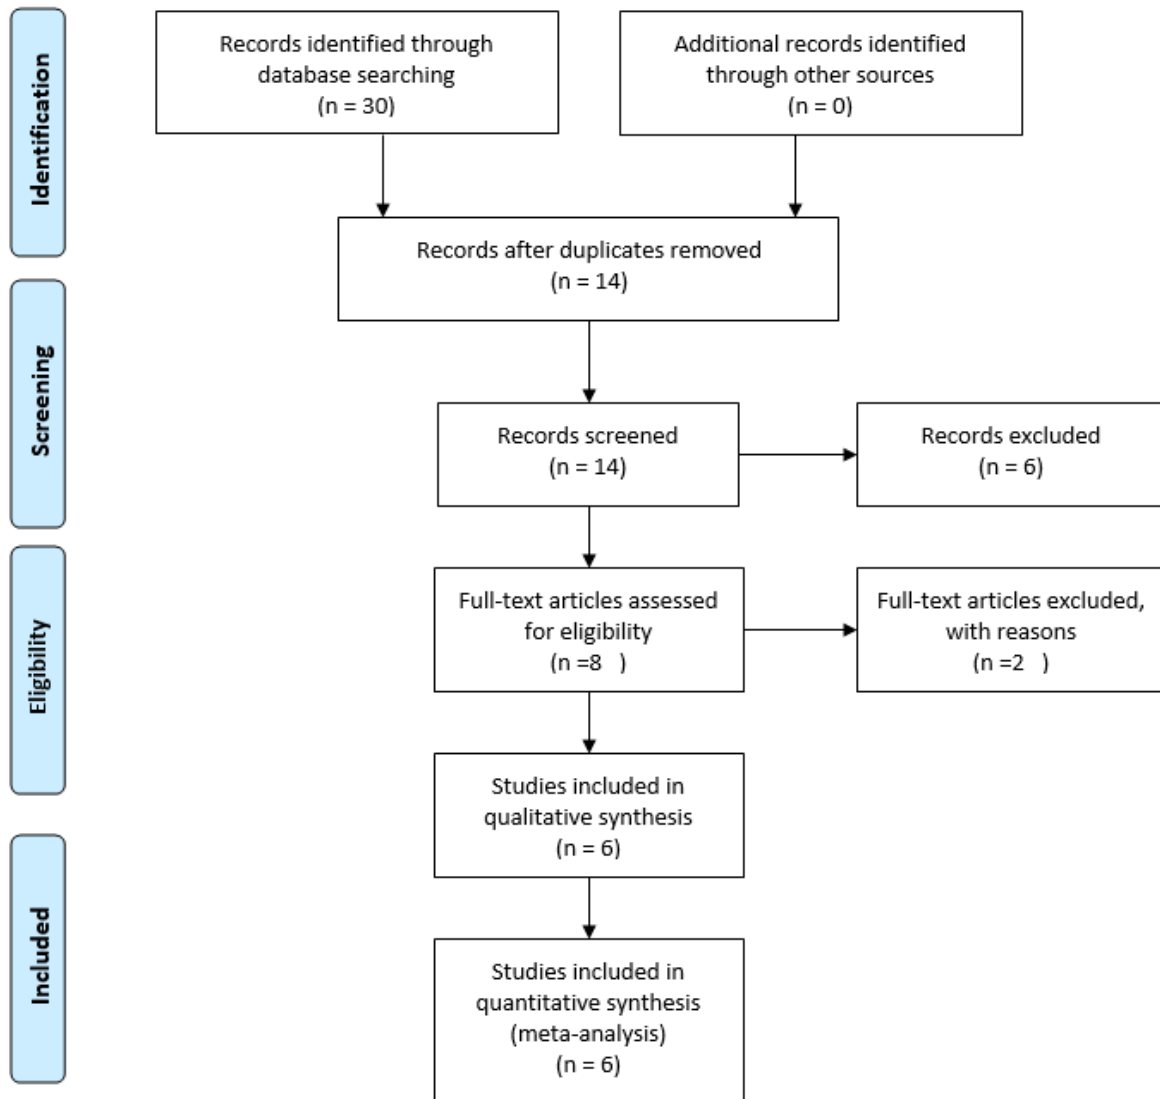 Identification
Records identified through
database searching
(n = 30)
Additional records identified
through other sources
(n = 0)
Records after duplicates removed
(n = 14)
Screening
Records screened
(n = 14)
Records excluded
(n = 6)
Eligibility
Full-text articles assessed
for eligibility
(n =8   )
Full-text articles excluded,
with reasons
(n =2   )
Studies included in
qualitative synthesis
(n = 6)
Included
Studies included in
quantitative synthesis
(meta-analysis)
(n = 6)